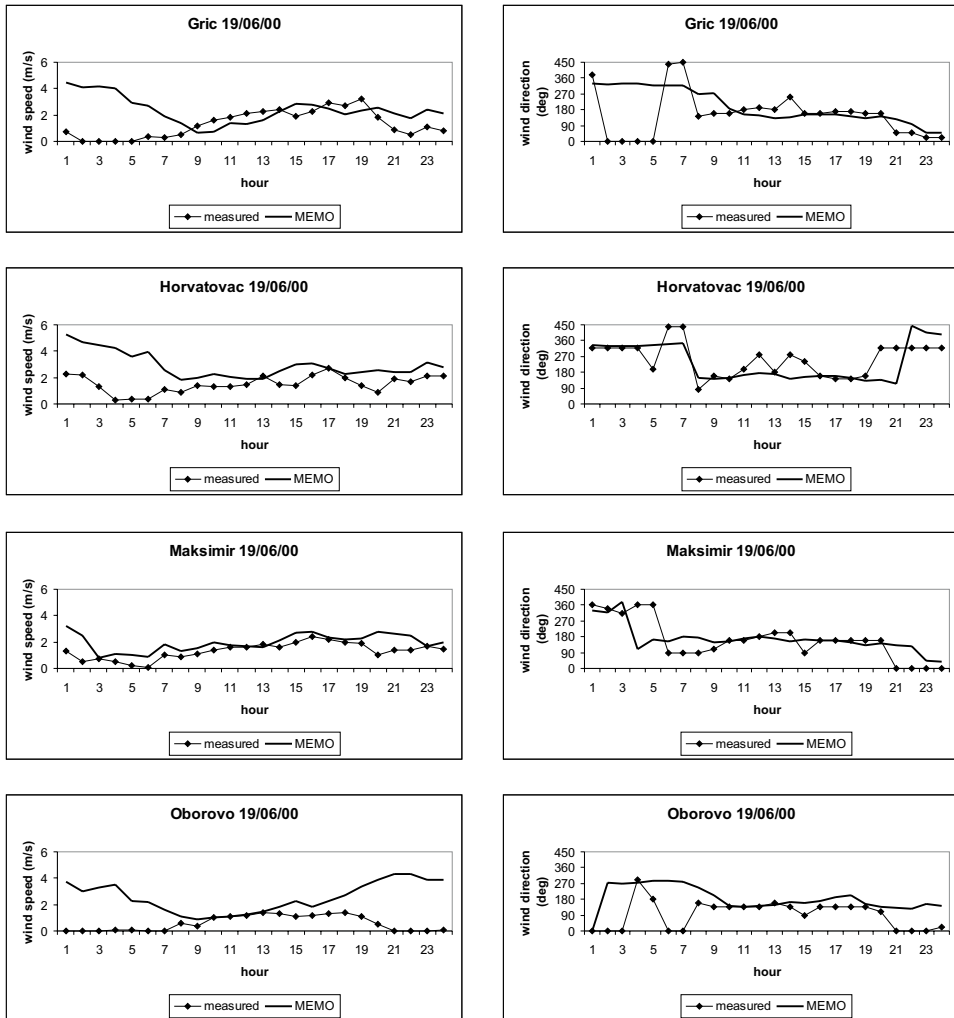 Gric 19/06/00
wind speed (m/s)
6
4
2
0
1 3 5 7 9 11 13 15 17 19 21 23
hour
measured MEMO
Gric 19/06/00
wind direction
(deg)
450
360
270
180
90
0
1 3 5 7 9 11 13 15 17 19 21 23
hour
measured MEMO
Horvatovac 19/06/00
wind speed (m/s)
6
4
2
0
1 3 5 7 9 11 13 15 17 19 21 23
hour
measured MEMO
Horvatovac 19/06/00
wind direction
(deg)
450
360
270
180
90
0
1 3 5 7 9 11 13 15 17 19 21 23
hour
measured MEMO
Maksimir 19/06/00
wind speed (m/s)
6
4
2
0
1 3 5 7 9 11 13 15 17 19 21 23
hour
measured MEMO
Maksimir 19/06/00
wind direction
(deg)
450
360
270
180
90
0
1 3 5 7 9 11 13 15 17 19 21 23
hour
measured MEMO
Oborovo 19/06/00
wind speed (m/s)
6
4
2
0
1 3 5 7 9 11 13 15 17 19 21 23
hour
measured MEMO
Oborovo 19/06/00
wind direction
(deg)
450
360
270
180
90
0
1 3 5 7 9 11 13 15 17 19 21 23
hour
measured MEMO